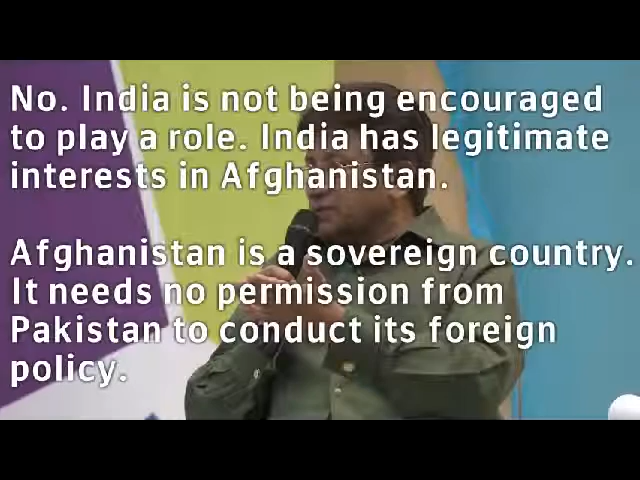 No. India is not being encouraged
to play a role. India has legitimate
interests in Afghanistan.
Afghanistan is a sovereign country.
It needs no permission from
Pakistan to conduct its foreign
policy.